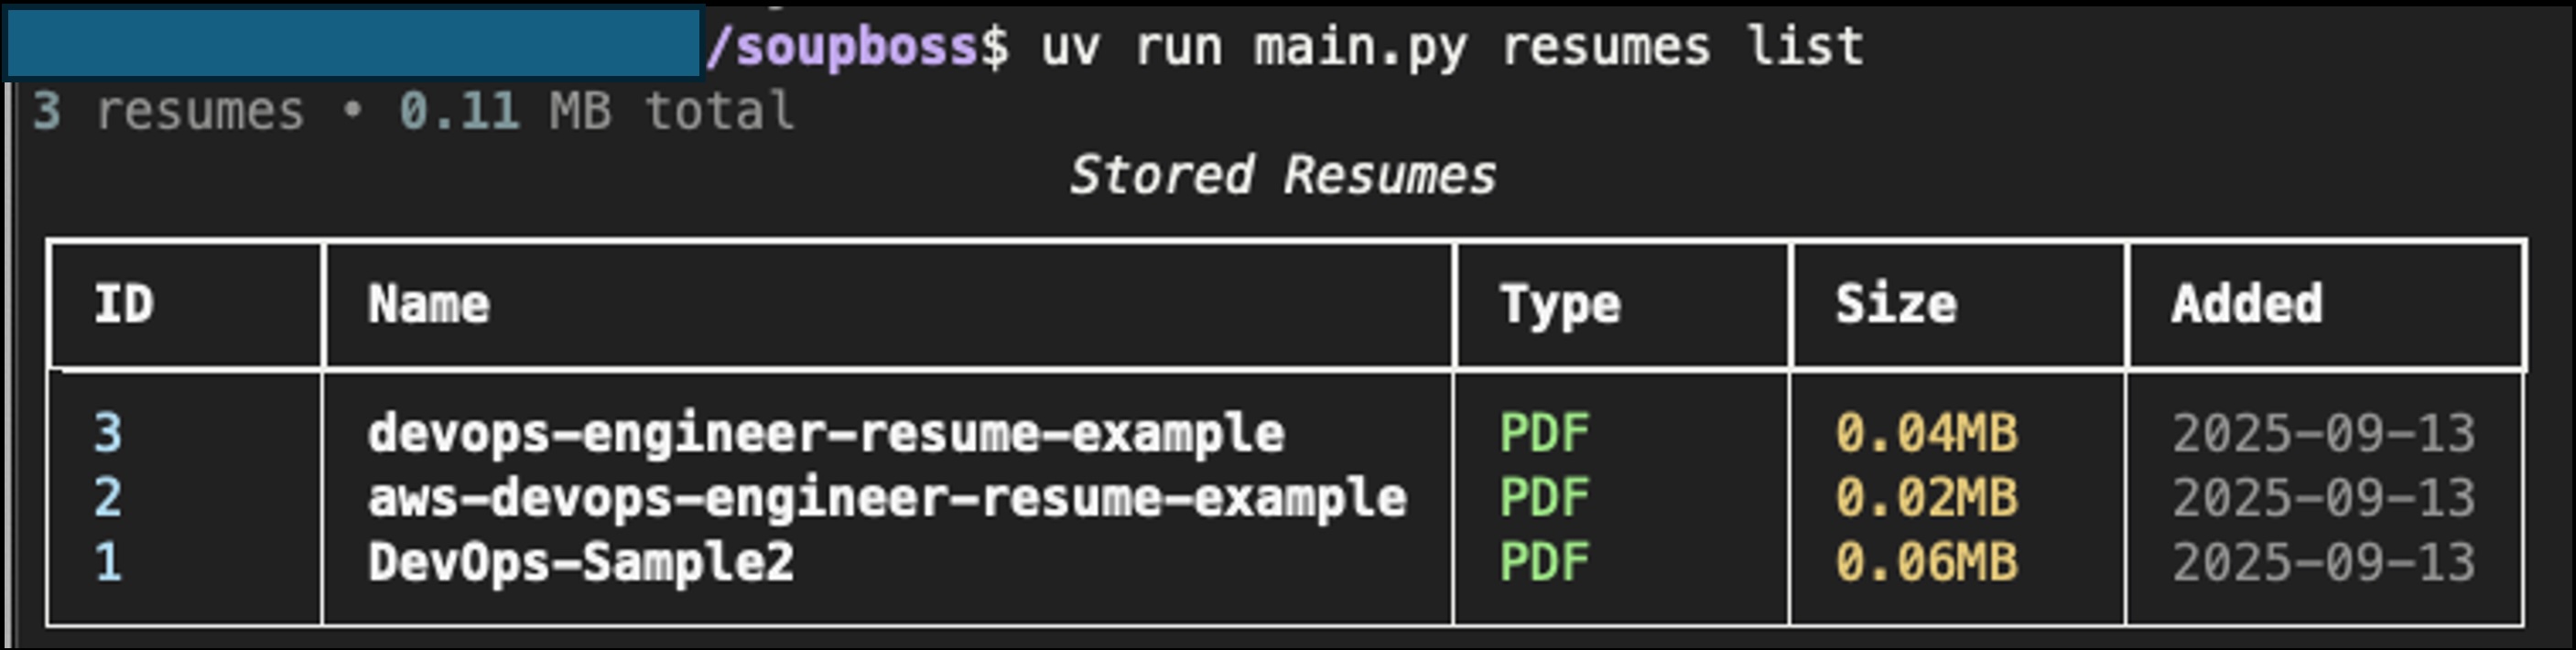 /soupboss$ uv run main.py resumes list
3 resumes • 0.11 MB total
Stored Resumes
ID Name Type Size Added
3 devops-engineer-resume-example PDF 0.04MB 2025-09-13
2 aws-devops-engineer-resume-example PDF 0.02MB 2025-09-13
1 DevOps-Sample2 PDF 0.06MB 2025-09-13